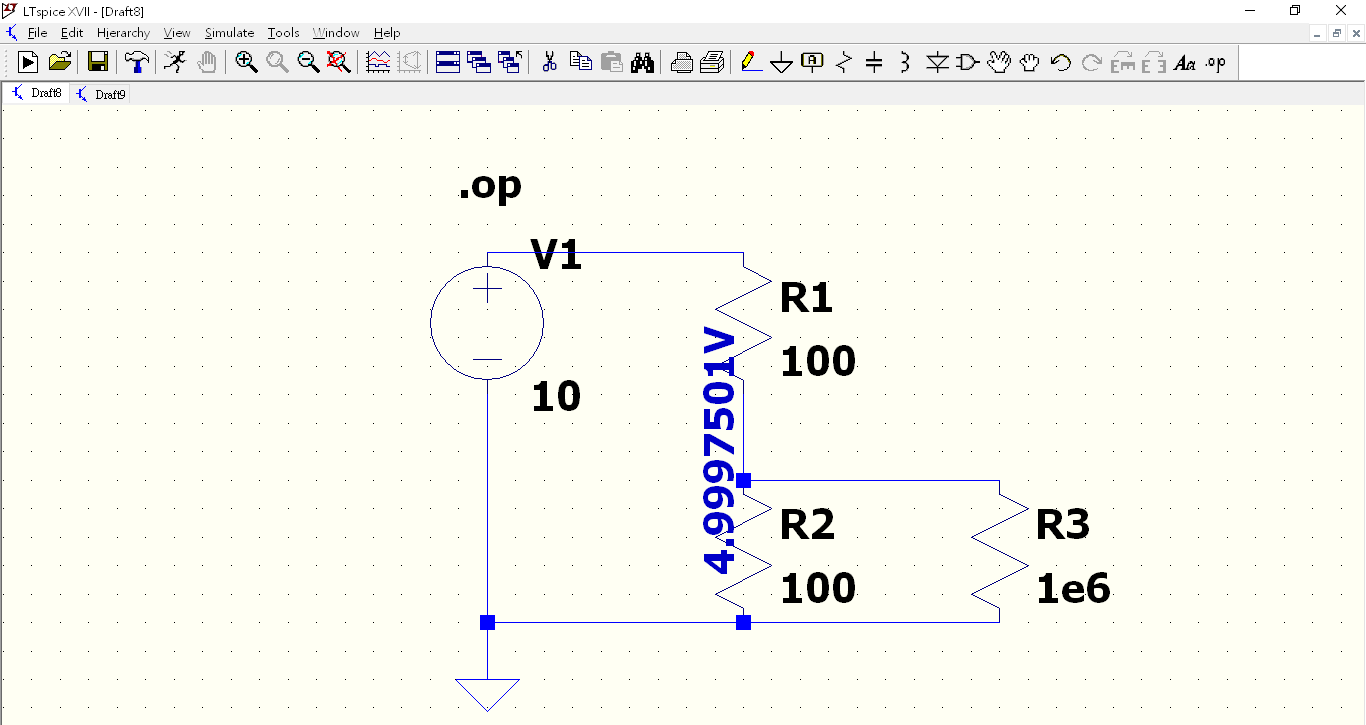 LTspice XVII - [Draft8]
File Edit Hierarchy View Simulate Tools Window Help
A Aa .op
Draft8 Draft9
.op
V1
R1
100
10
4.9997501V
R2
R3
100
1e6